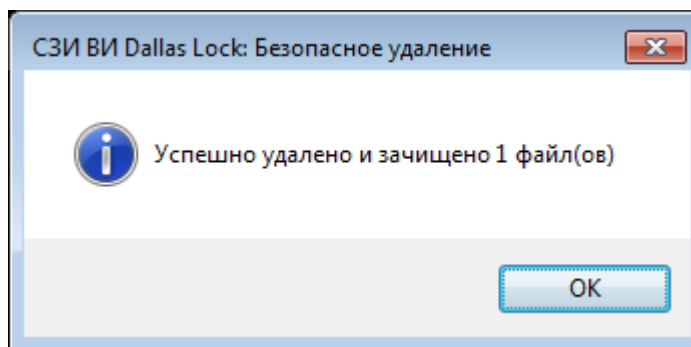 СЗИ ВИ Dallas Lock: Безопасное удаление
Успешно удалено и зачищено 1 файл(ов)
OK